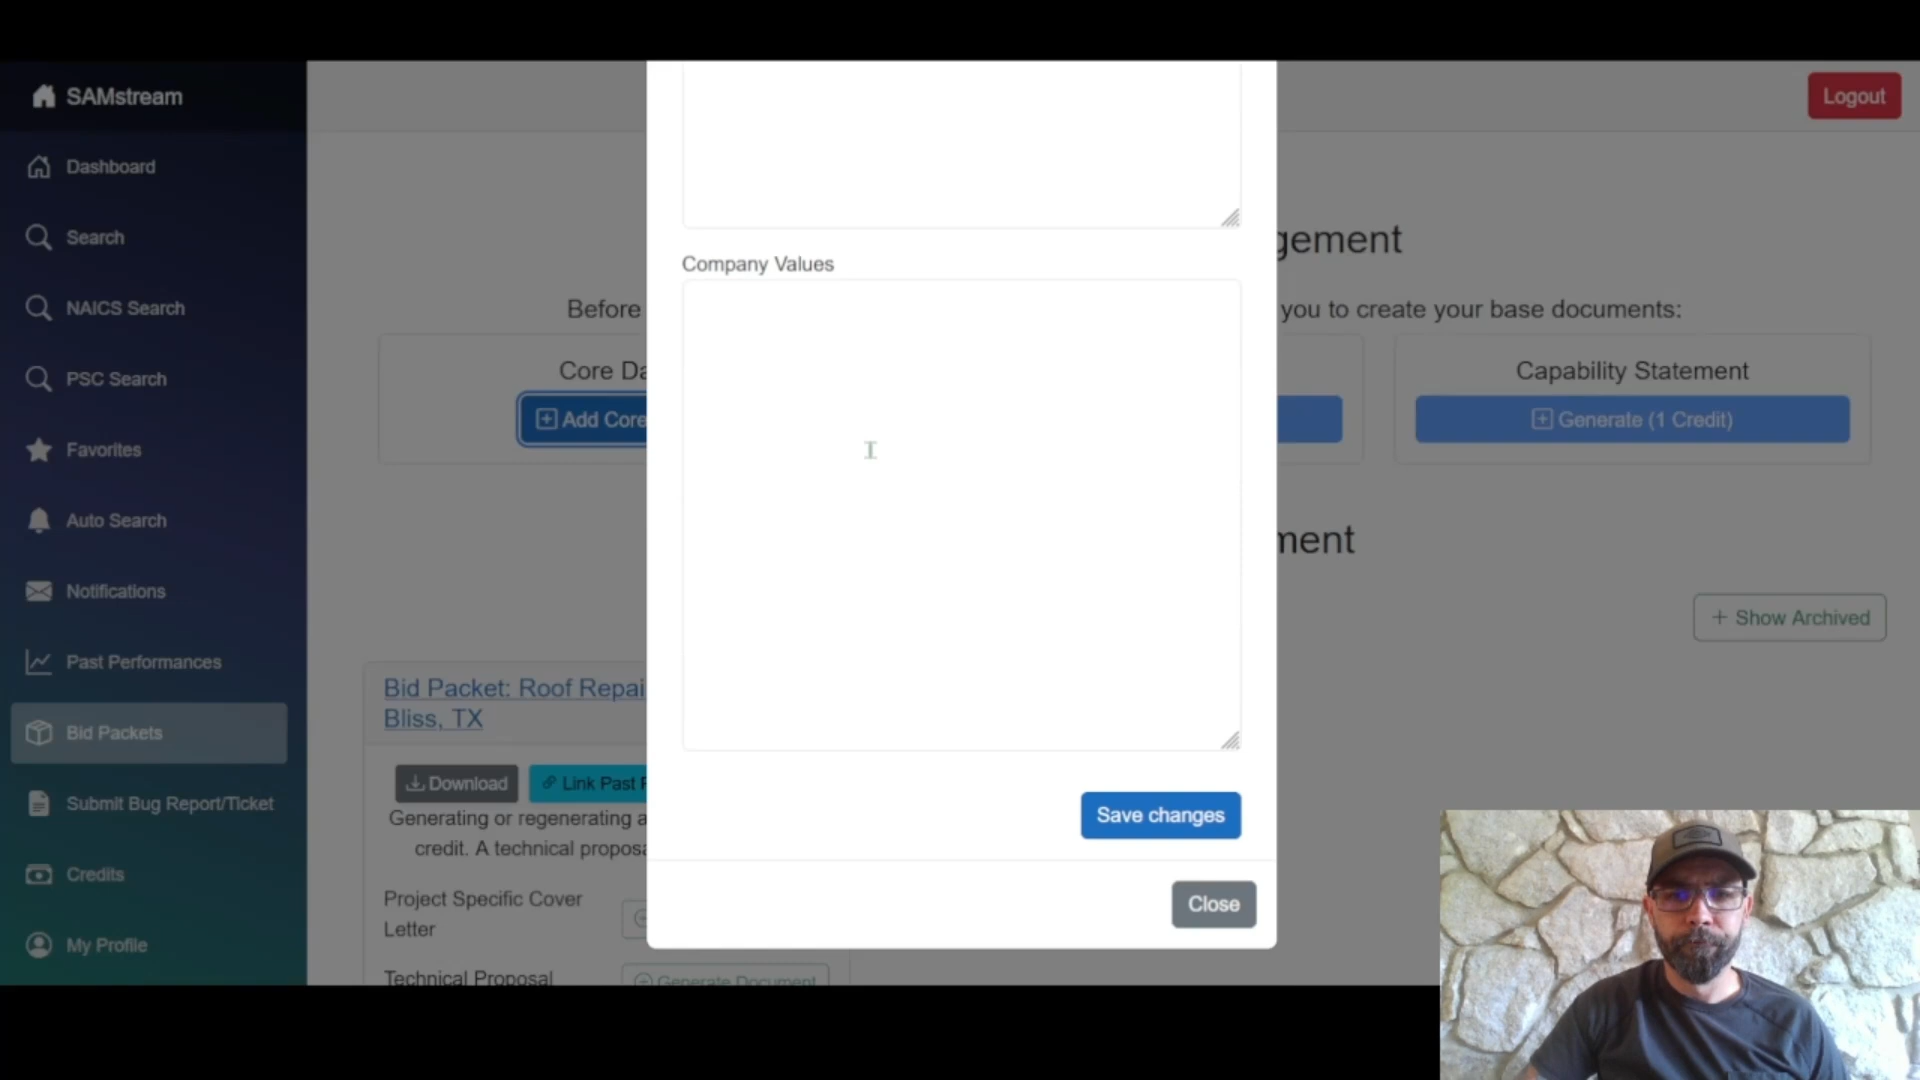 SAMstream
Logout
Dashboard
Search
NAICS Search
PSC Search
Favorites
Auto Search
Notifications
Past Performances
Bid Packets
Submit Bug Report/Ticket
Credits
My Profile
gement
Before
you to create your base documents:
Core Da
Add Core
Capability Statement
Generate (1 Credit)
ment
+ Show Archived
Bid Packet: Roof Repai
Bliss, TX
Download
Link Past
Generating or regenerating a
credit. A technical proposa
Project Specific Cover
Letter
Technical Proposal
Generate Document
Company Values
Save changes
Close